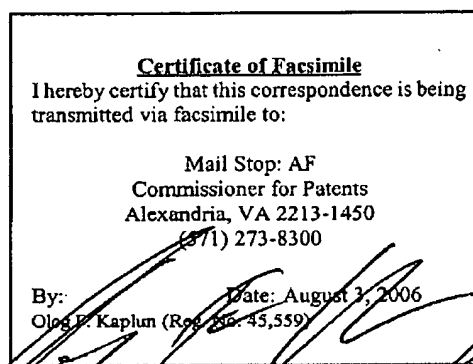 Certificate of Facsimile
I hereby certify that this correspondence is being
transmitted via facsimile to:
Mail Stop: AF
Commissioner for Patents
Alexandria, VA 2213-1450
(571) 273-8300
By: Date: August 3, 2006
Oleg F. Kaplun (Reg. No. 45,559)